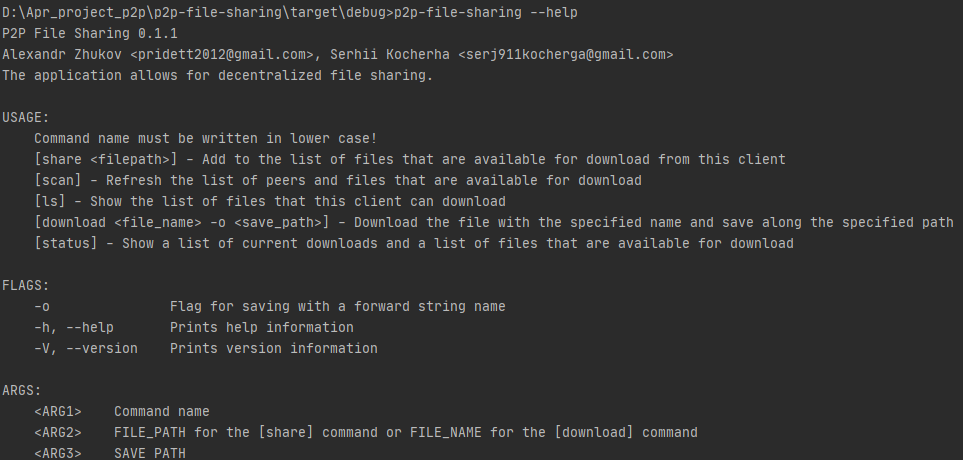 D:\Apr_project_p2p\p2p-file-sharing\target\debug>p2p-file-sharing --help
P2P File Sharing 0.1.1
Alexandr Zhukov <pridett2012@gmail.com>, Serhii Kocherha <serj911kocherga@gmail.com>
The application allows for decentralized file sharing.

USAGE:
    Command name must be written in lower case!
    [share <filepath>] - Add to the list of files that are available for download from this client
    [scan] - Refresh the list of peers and files that are available for download
    [ls] - Show the list of files that this client can download
    [download <file_name> -o <save_path>] - Download the file with the specified name and save along the specified path
    [status] - Show a list of current downloads and a list of files that are available for download

FLAGS:
    -o               Flag for saving with a forward string name
    -h, --help       Prints help information
    -V, --version    Prints version information

ARGS:
    <ARG1>    Command name
    <ARG2>    FILE_PATH for the [share] command or FILE_NAME for the [download] command
    <ARG3>    SAVE PATH